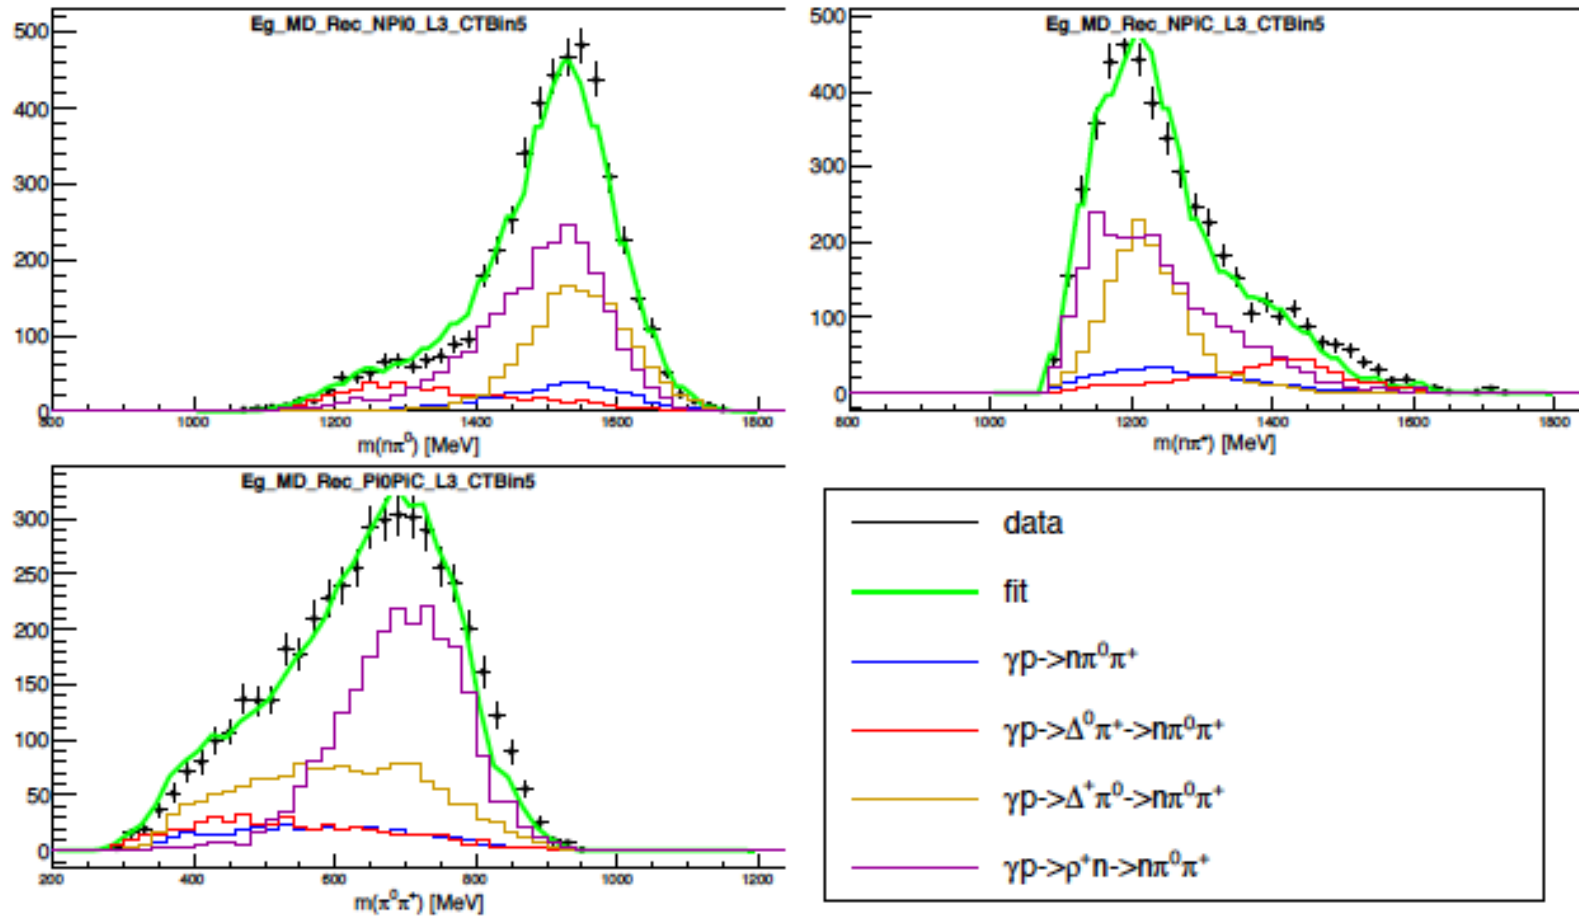 Eg_MD_Rec_NPI0_L3_CTBin5
500
400
300
200
100
0
800 1000 1200 1400 1600 1800
m(nπ⁰) [MeV]
Eg_MD_Rec_NPIC_L3_CTBin5
500
400
300
200
100
0
800 1000 1200 1400 1600 1800
m(nπ⁺) [MeV]
Eg_MD_Rec_PI0PIC_L3_CTBin5
300
250
200
150
100
50
0
200 400 600 800 1000 1200
m(π⁰π⁺) [MeV]
data
fit
γp->nπ⁰π⁺
γp->Δ⁰π⁺->nπ⁰π⁺
γp->Δ⁺π⁰->nπ⁰π⁺
γp->ρ⁺n->nπ⁰π⁺